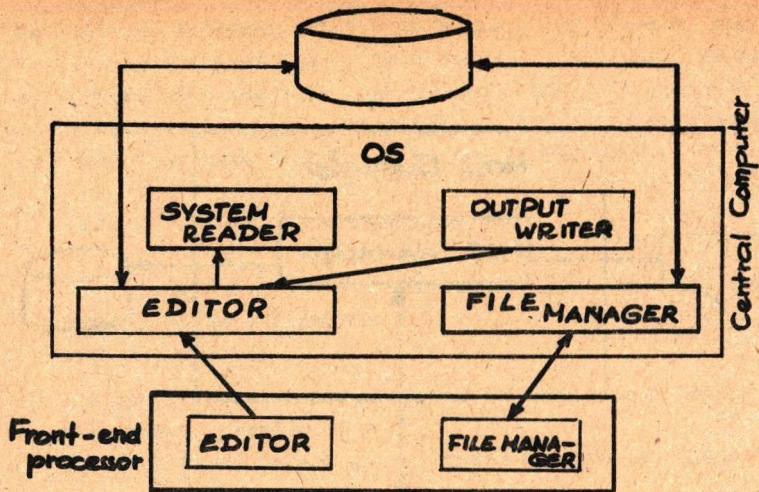 OS
SYSTEM
READER
OUTPUT
WRITER
EDITOR
FILE MANAGER
Central Computer
Front-end
processor
EDITOR
FILE MANA-
GER